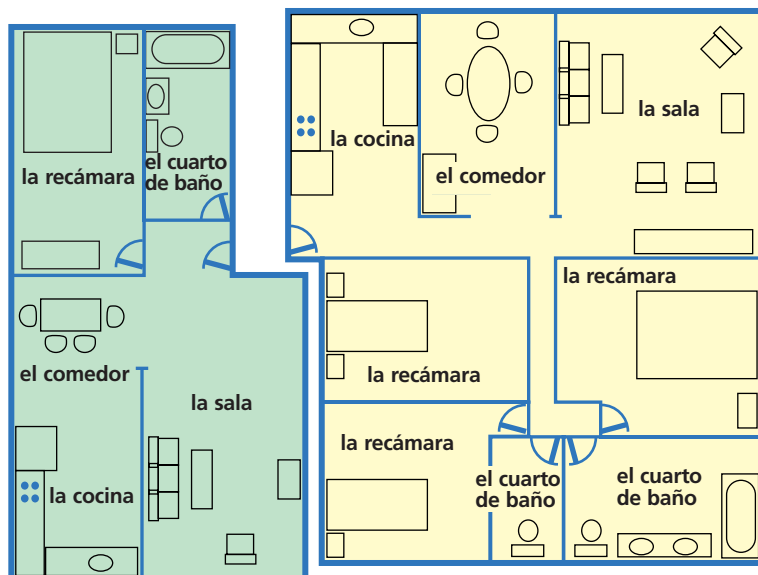 la recámara
el cuarto
de baño
el comedor
la sala
la cocina
la cocina
el comedor
la sala
la recámara
la recámara
la recámara
el cuarto
de baño
el cuarto
de baño